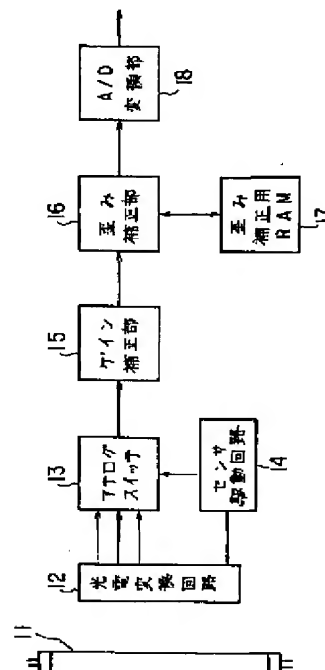 11
12
光電変換回路
13
アナログ
スイッチ
14
センサ
駆動回路
15
ゲイン
補正部
16
歪み
補正部
17
歪み
補正用
RAM
18
A/D
変換部